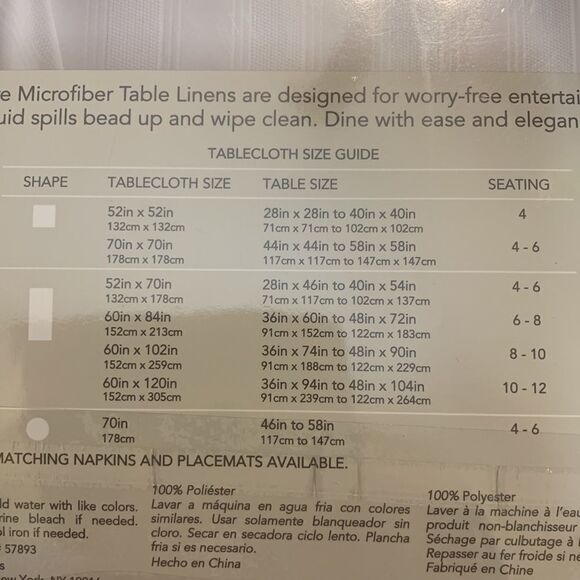 e Microfiber Table Linens are designed for worry-free entertai
uid spills bead up and wipe clean. Dine with ease and elegan
TABLECLOTH SIZE GUIDE
SHAPE TABLECLOTH SIZE TABLE SIZE SEATING
52in x 52in 28in x 28in to 40in x 40in 4
132cm x 132cm 71cm x 71cm to 102cm x 102cm
70in x 70in 44in x 44in to 58in x 58in 4 - 6
178cm x 178cm 117cm x 117cm to 147cm x 147cm
52in x 70in 28in x 46in to 40in x 54in 4 - 6
132cm x 178cm 71cm x 117cm to 102cm x 137cm
60in x 84in 36in x 60in to 48in x 72in 6 - 8
152cm x 213cm 91cm x 152cm to 122cm x 183cm
60in x 102in 36in x 74in to 48in x 90in 8 - 10
152cm x 259cm 91cm x 188cm to 122cm x 229cm
60in x 120in 36in x 94in to 48in x 104in 10 - 12
152cm x 305cm 91cm x 239cm to 122cm x 264cm
70in 46in to 58in 4 - 6
178cm 117cm to 147cm
MATCHING NAPKINS AND PLACEMATS AVAILABLE.
ld water with like colors.
rine bleach if needed.
ol iron if needed.
# 57893
s
ew York, NY 10016
100% Poliéster
Lavar a máquina en agua fria con colores
similares. Usar solamente blanqueador sin
cloro. Secar en secadora ciclo lento. Plancha
fria si es necesario.
Hecho en China
100% Polyester
Laver à la machine à l'eau
produit non-blanchisseur
Séchage par culbutage à
Repasser au fer froide si ne
Fabriqué en Chine